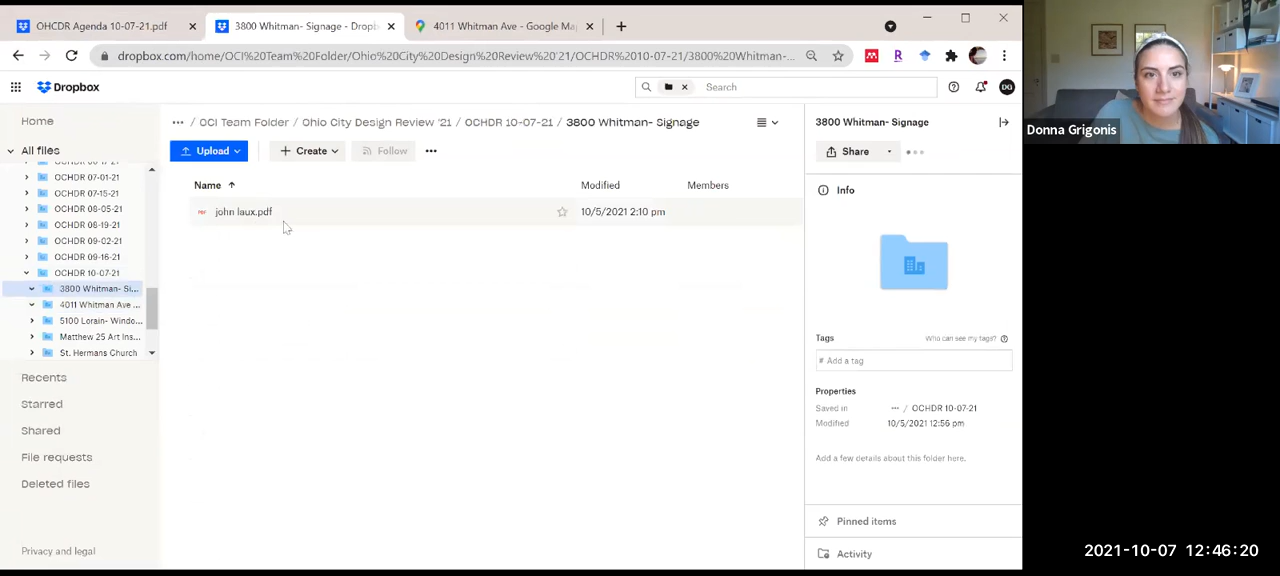 OHCDR Agenda 10-07-21.pdf
3800 Whitman - Signage - Dropb
4011 Whitman Ave - Google Ma
dropbox.com/home/OCI%20Team%20Folder/Ohio%20City%20Design%20Review%20'21/OCHDR%2010-07-21/3800%20Whitman-...
Dropbox
Search
DG
Donna Grigonis
Home
All files
OCHDR 07-01-21
OCHDR 07-15-21
OCHDR 08-05-21
OCHDR 08-19-21
OCHDR 09-02-21
OCHDR 09-16-21
OCHDR 10-07-21
3800 Whitman- Si...
4011 Whitman Ave ...
5100 Lorain- Windo...
Matthew 25 Art Ins...
St. Hermans Church
Recents
Starred
Shared
File requests
Deleted files
Privacy and legal
... / OCI Team Folder / Ohio City Design Review '21 / OCHDR 10-07-21 / 3800 Whitman- Signage
Upload
Create
Follow
Name
Modified
Members
john laux.pdf
10/5/2021 2:10 pm
3800 Whitman- Signage
Share
Info
Tags
Who can see my tags?
# Add a tag
Properties
Saved in ... / OCHDR 10-07-21
Modified 10/5/2021 12:56 pm
Add a few details about this folder here.
Pinned items
Activity
2021-10-07 12:46:20